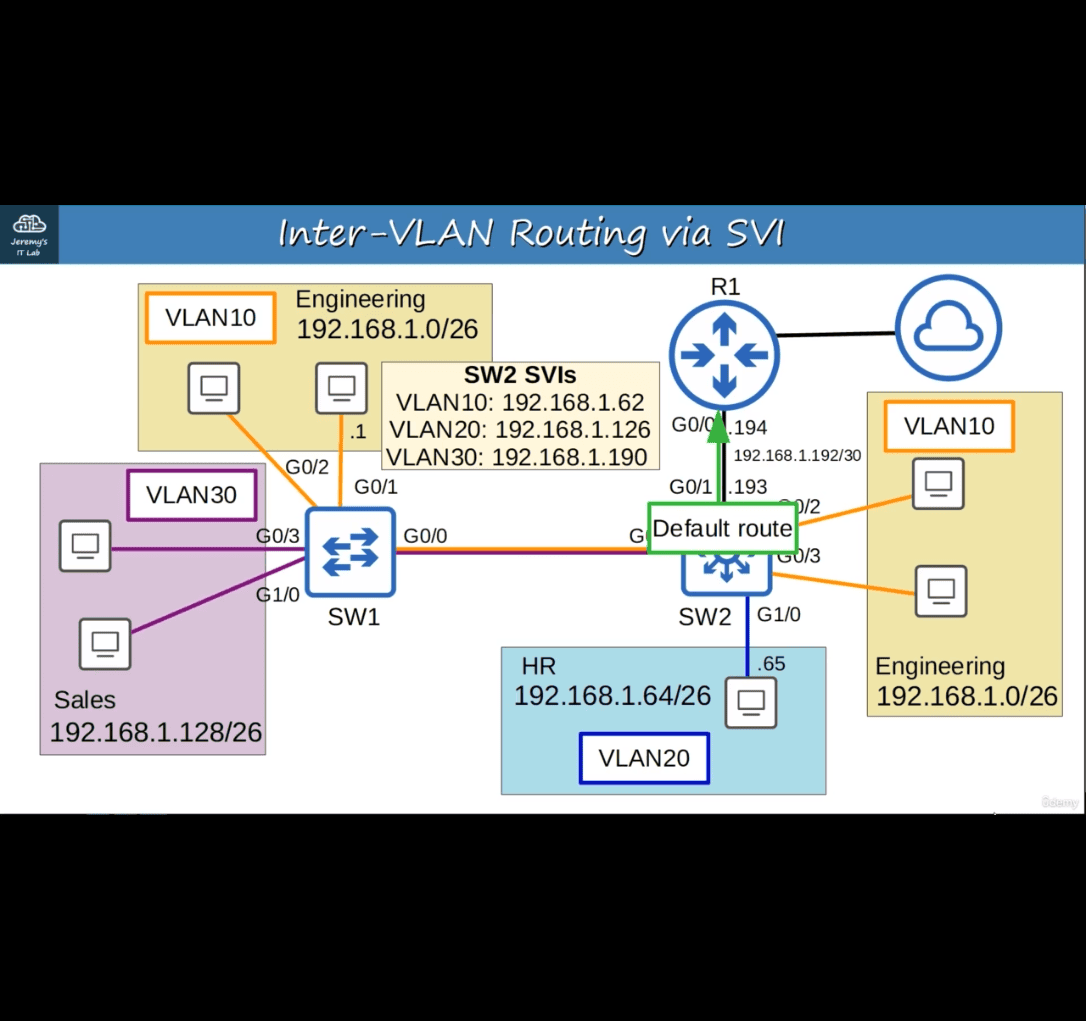 Jeremy's
IT Lab
Inter-VLAN Routing via SVI
VLAN10
Engineering
192.168.1.0/26
.1
G0/2
G0/1
SW2 SVIs
VLAN10: 192.168.1.62
VLAN20: 192.168.1.126
VLAN30: 192.168.1.190
R1
G0/0
.194
192.168.1.192/30
G0/1
.193
VLAN10
VLAN30
G0/3
G1/0
G0/0
SW1
Default route
G0/3
SW2
G1/0
Sales
192.168.1.128/26
HR
192.168.1.64/26
.65
VLAN20
Engineering
192.168.1.0/26